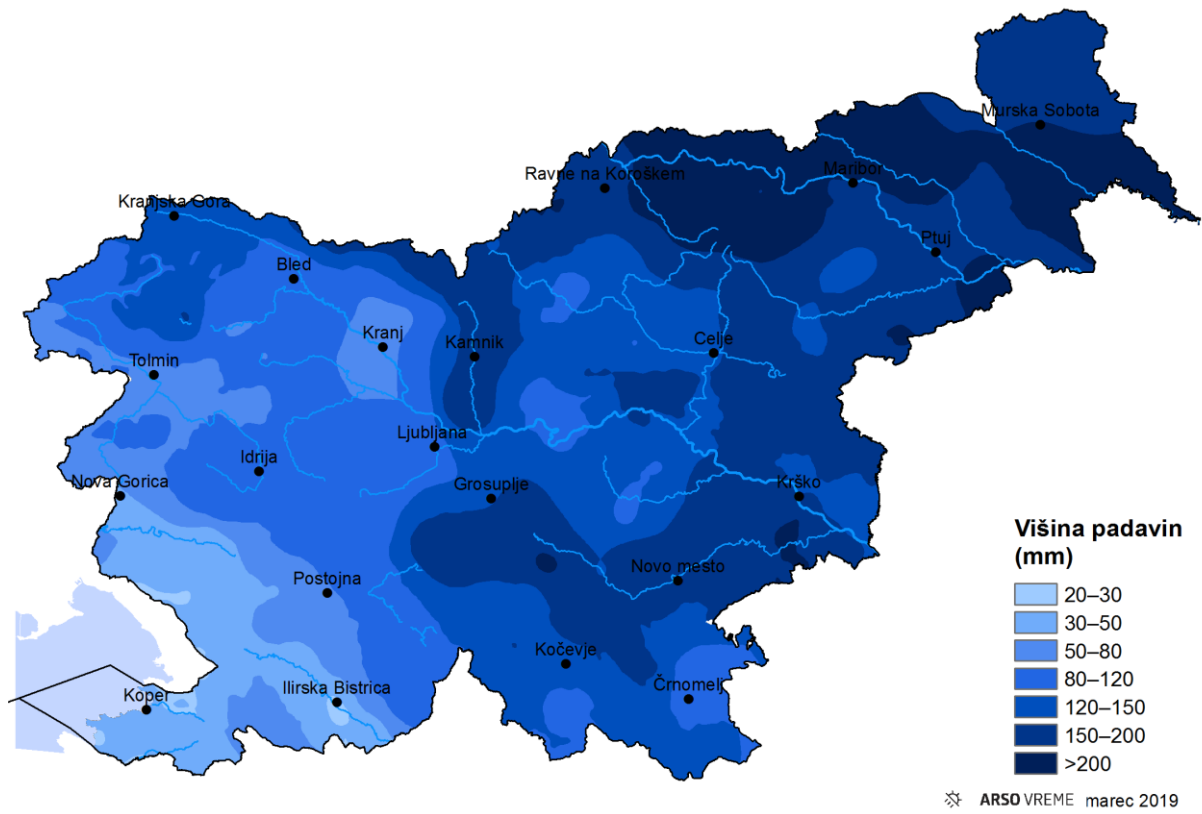 Murska Sobota
Ravne na Koroškem
Maribor
Kranjska Gora
Ptuj
Bled
Kranj
Kamnik
Celje
Tolmin
Ljubljana
Idrija
Nova Gorica
Grosuplje
Krško
Postojna
Novo mesto
Kočevje
Koper
Ilirska Bistrica
Črnomelj
Višina padavin
(mm)
20–30
30–50
50–80
80–120
120–150
150–200
>200
ARSO VREME marec 2019